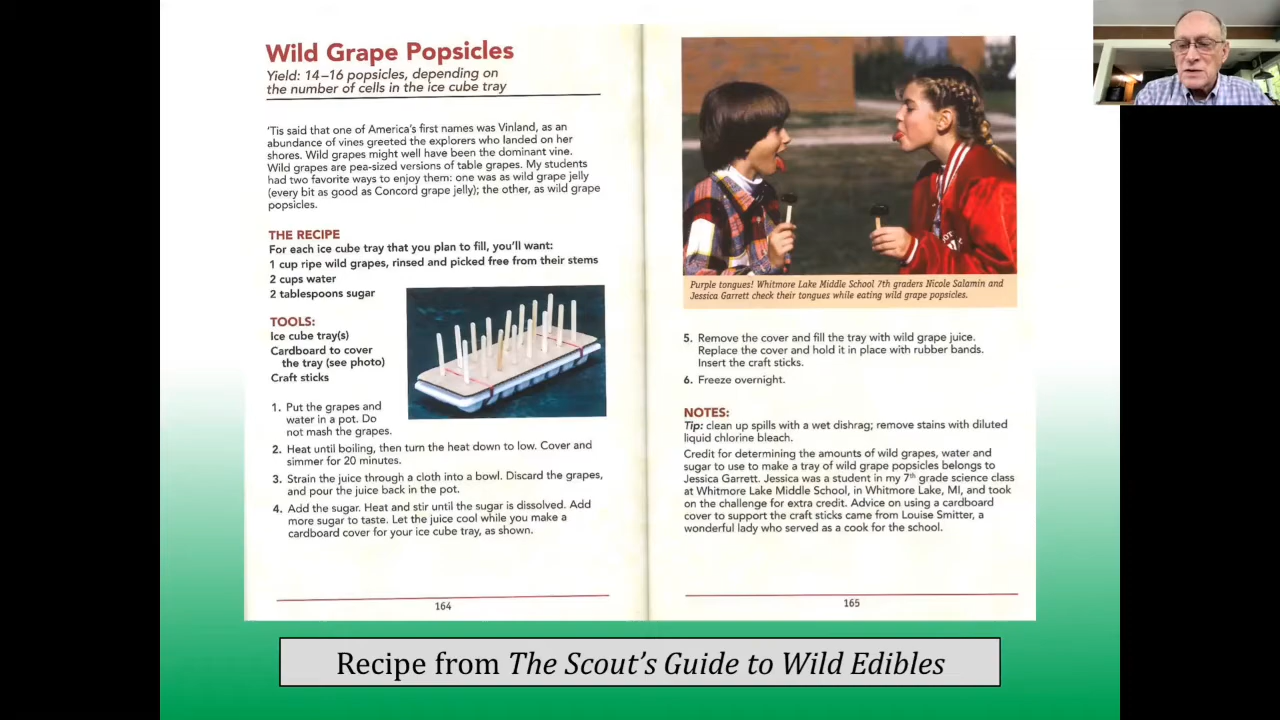 Wild Grape Popsicles
Yield: 14–16 popsicles, depending on
the number of cells in the ice cube tray
'Tis said that one of America's first names was Vinland, as an
abundance of vines greeted the explorers who landed on her
shores. Wild grapes might well have been the dominant vine.
Wild grapes are pea-sized versions of table grapes. My students
had two favorite ways to enjoy them: one was as wild grape jelly
(every bit as good as Concord grape jelly); the other, as wild grape
popsicles.
THE RECIPE
For each ice cube tray that you plan to fill, you'll want:
1 cup ripe wild grapes, rinsed and picked free from their stems
2 cups water
2 tablespoons sugar
TOOLS:
Ice cube tray(s)
Cardboard to cover
the tray (see photo)
Craft sticks
1. Put the grapes and
water in a pot. Do
not mash the grapes.
2. Heat until boiling, then turn the heat down to low. Cover and
simmer for 20 minutes.
3. Strain the juice through a cloth into a bowl. Discard the grapes,
and pour the juice back in the pot.
4. Add the sugar. Heat and stir until the sugar is dissolved. Add
more sugar to taste. Let the juice cool while you make a
cardboard cover for your ice cube tray, as shown.
164
Purple tongues! Whitmore Lake Middle School 7th graders Nicole Salamin and
Jessica Garrett check their tongues while eating wild grape popsicles.
5. Remove the cover and fill the tray with wild grape juice.
Replace the cover and hold it in place with rubber bands.
Insert the craft sticks.
6. Freeze overnight.
NOTES:
Tip: clean up spills with a wet dishrag; remove stains with diluted
liquid chlorine bleach.
Credit for determining the amounts of wild grapes, water and
sugar to use to make a tray of wild grape popsicles belongs to
Jessica Garrett. Jessica was a student in my 7th grade science class
at Whitmore Lake Middle School, in Whitmore Lake, MI, and took
on the challenge for extra credit. Advice on using a cardboard
cover to support the craft sticks came from Louise Smitter, a
wonderful lady who served as a cook for the school.
165
Recipe from The Scout's Guide to Wild Edibles